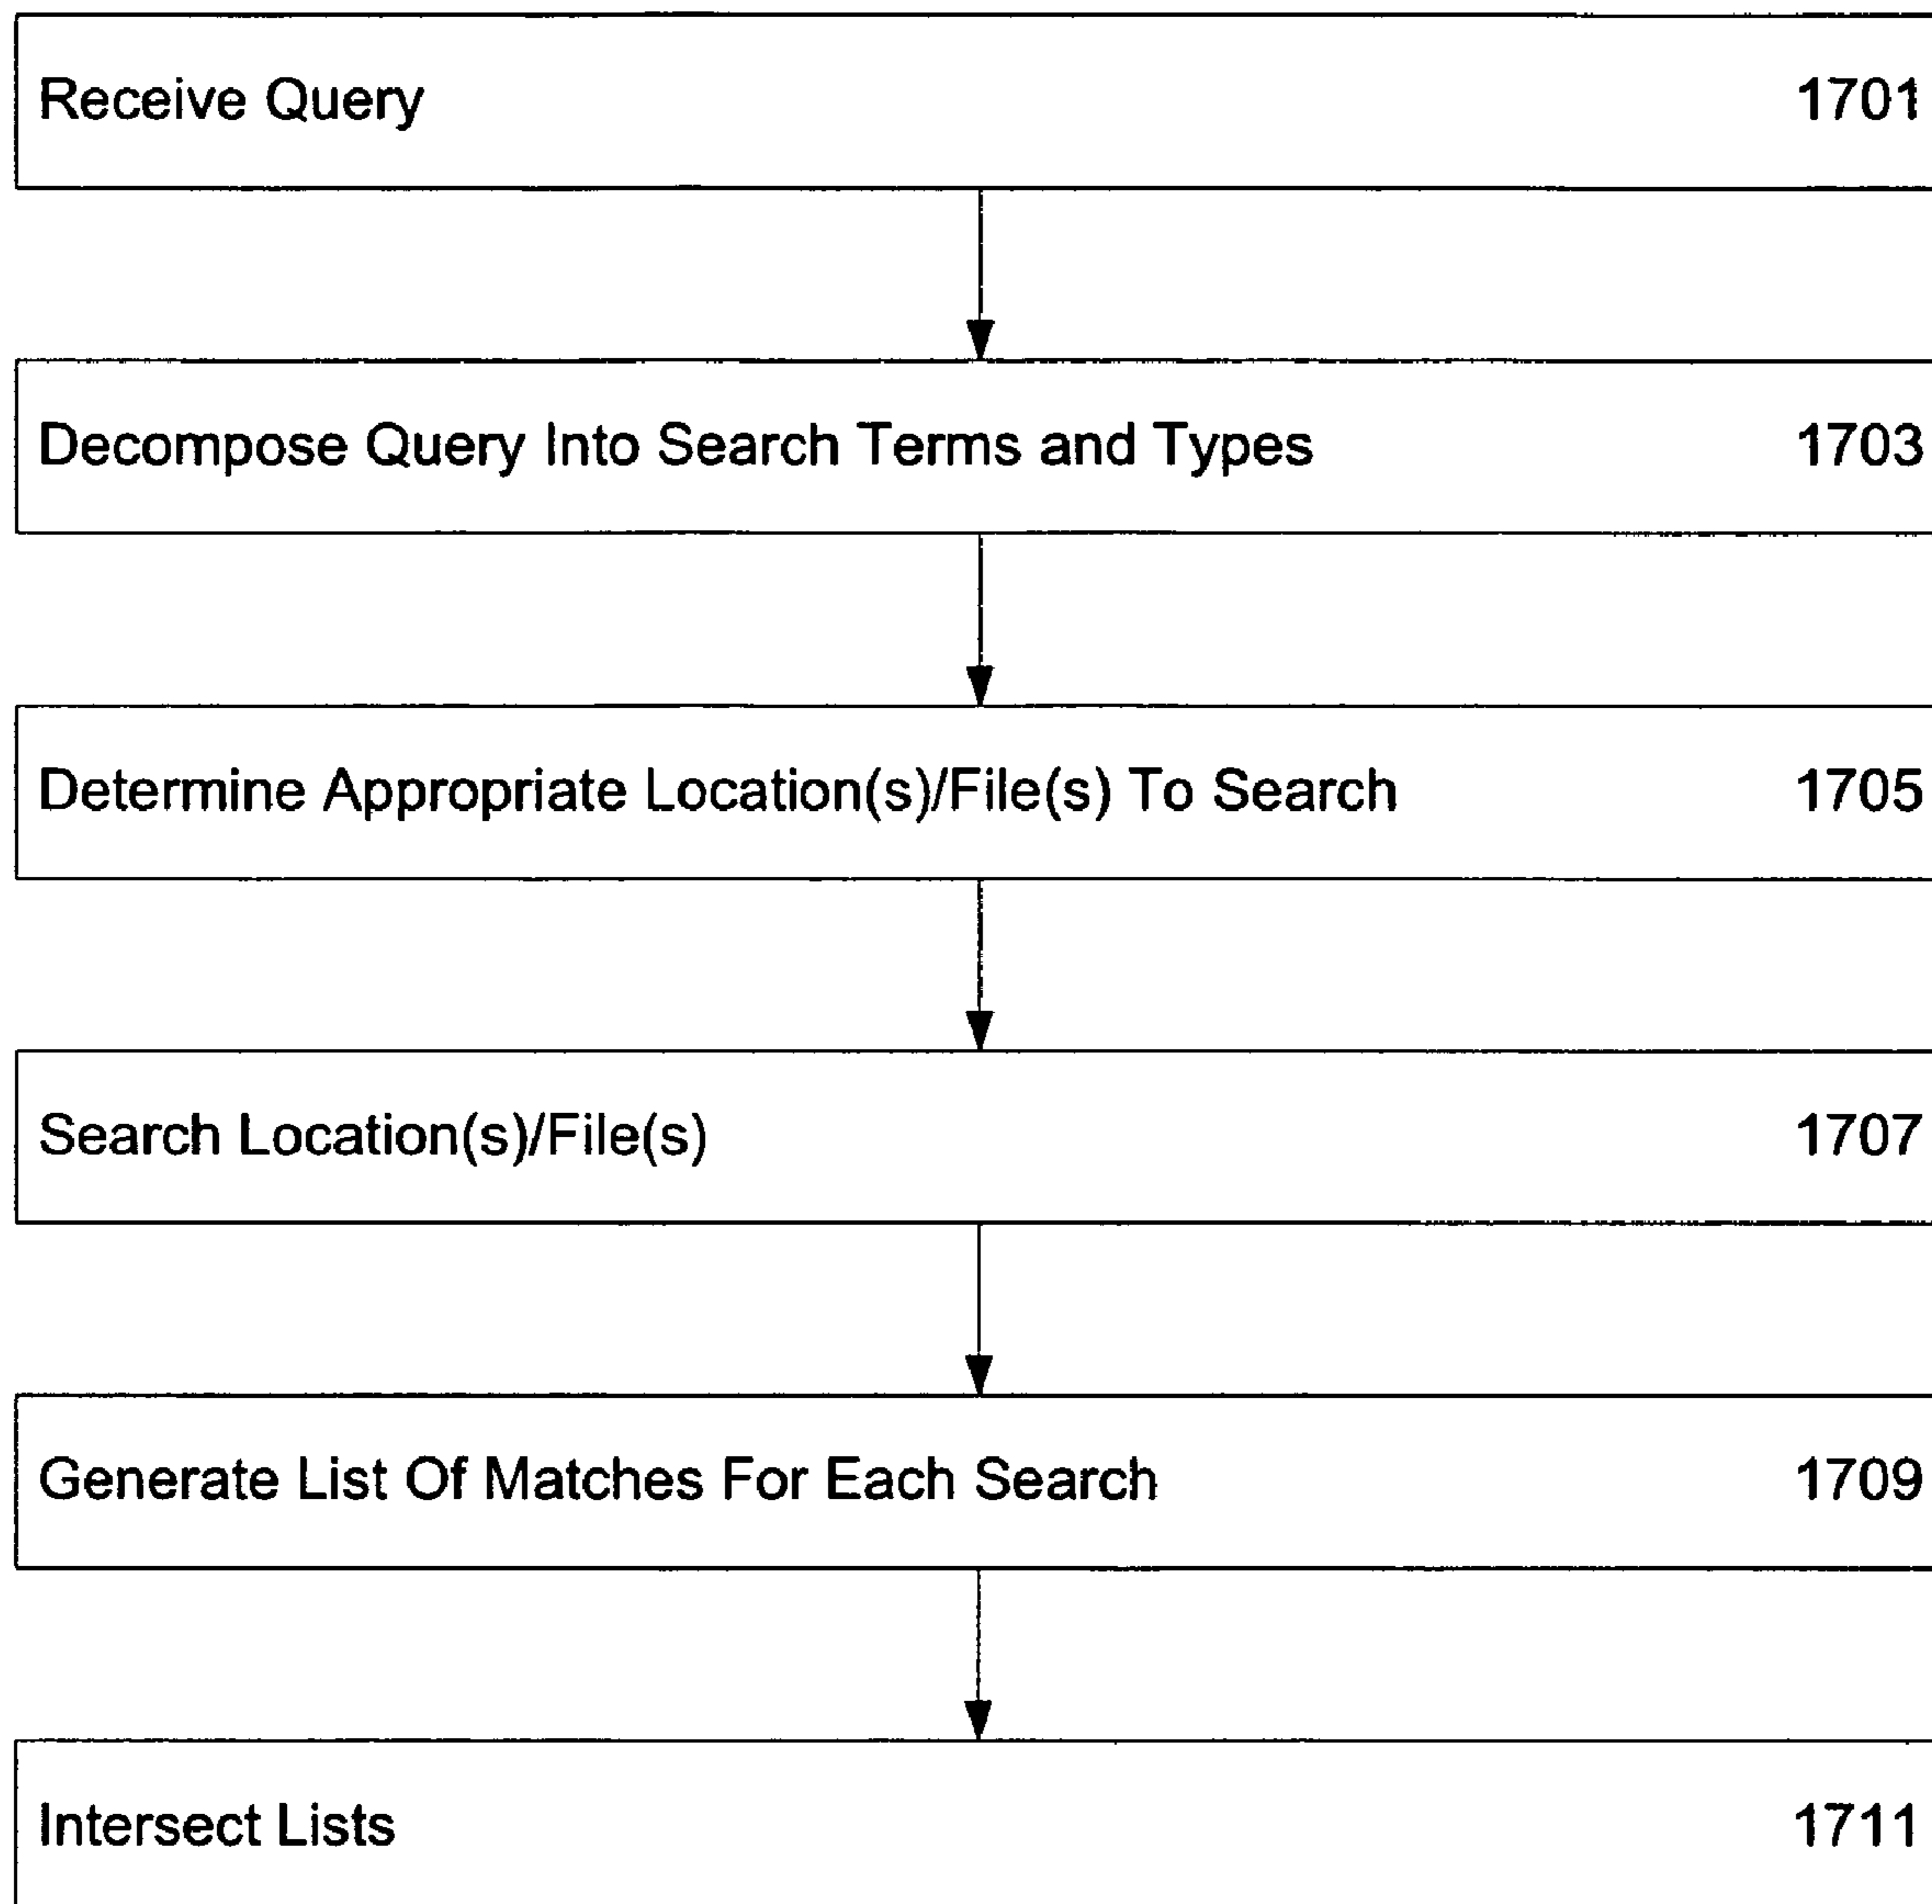 Receive Query 1701
Decompose Query Into Search Terms and Types 1703
Determine Appropriate Location(s)/File(s) To Search 1705
Search Location(s)/File(s) 1707
Generate List Of Matches For Each Search 1709
Intersect Lists 1711